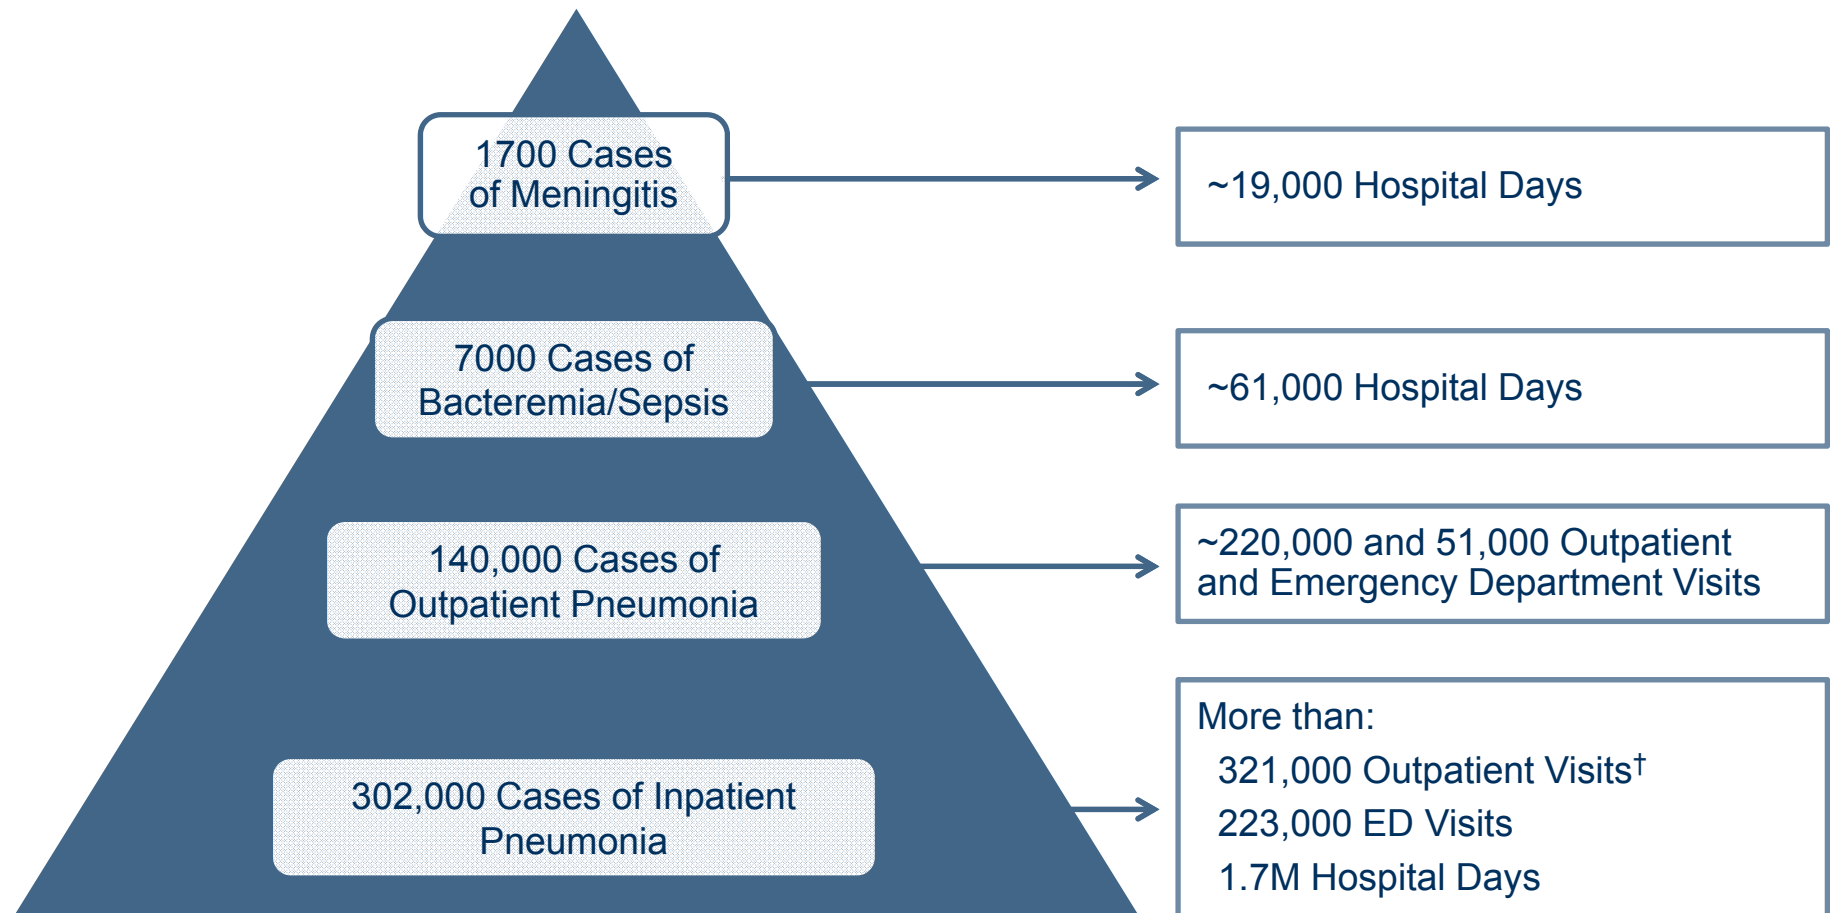 1700 Cases
of Meningitis
~19,000 Hospital Days
7000 Cases of
Bacteremia/Sepsis
~61,000 Hospital Days
140,000 Cases of
Outpatient Pneumonia
~220,000 and 51,000 Outpatient
and Emergency Department Visits
302,000 Cases of Inpatient
Pneumonia
More than:
321,000 Outpatient Visits†
223,000 ED Visits
1.7M Hospital Days